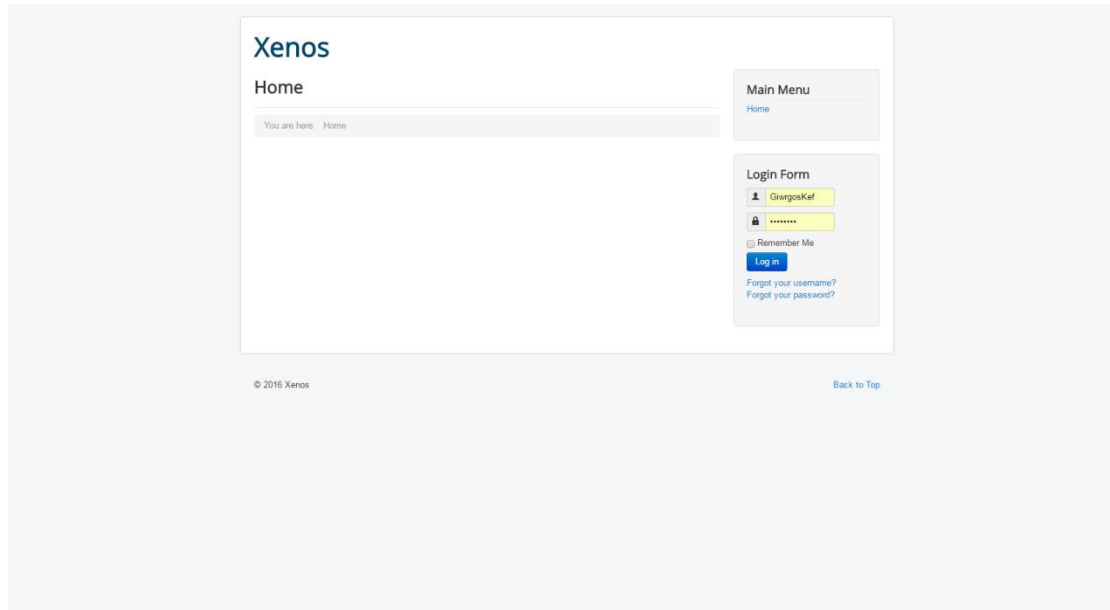 Xenos
Home
You are here: Home
Main Menu
Home
Login Form
GiwrgosKef
••••••••
Remember Me
Log in
Forgot your username?
Forgot your password?
© 2016 Xenos
Back to Top